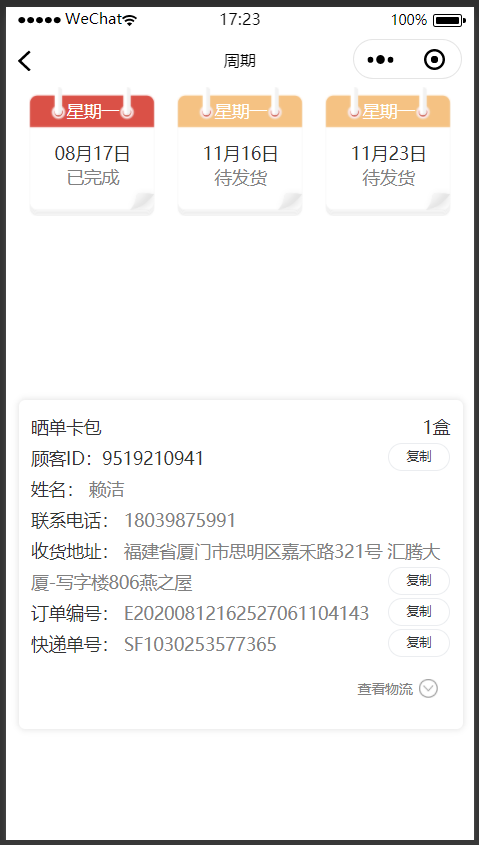 WeChat 17:23 100%
周期
星期一 星期一 星期一
08月17日 11月16日 11月23日
已完成 待发货 待发货
晒单卡包 1盒
顾客ID：9519210941 复制
姓名： 赖洁
联系电话： 18039875991
收货地址： 福建省厦门市思明区嘉禾路321号 汇腾大
厦-写字楼806燕之屋 复制
订单编号： E20200812162527061104143 复制
快递单号： SF1030253577365 复制
查看物流